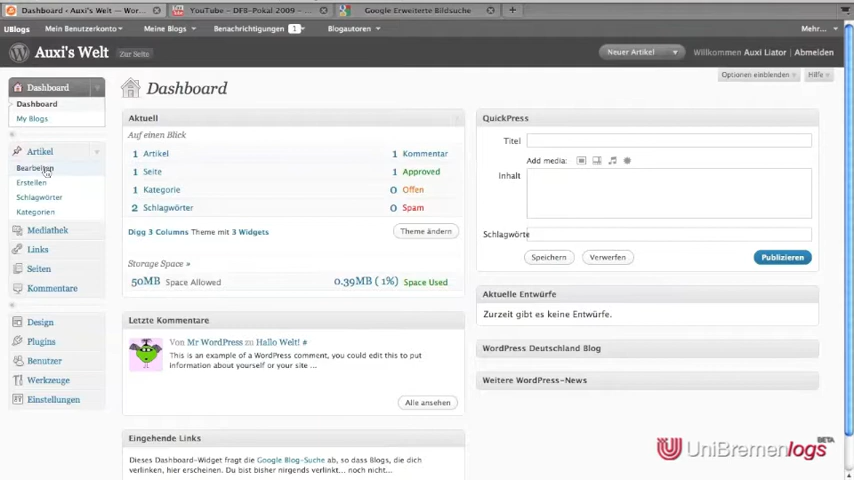 Dashboard ‹ Auxi's Welt — Wor...
YouTube – DFB-Pokal 2009 – ...
Google Erweiterte Bildsuche
UBlogs
Mein Benutzerkonto
Meine Blogs
Benachrichtigungen 1
Blogautoren
Mehr...
Auxi's Welt
Zur Seite
Neuer Artikel
Willkommen Auxi Liator | Abmelden
Optionen einblenden
Hilfe
Dashboard
Dashboard
My Blogs
Artikel
Bearbeiten
Erstellen
Schlagwörter
Kategorien
Mediathek
Links
Seiten
Kommentare
Design
Plugins
Benutzer
Werkzeuge
Einstellungen
Dashboard
Aktuell
Auf einen Blick
1 Artikel 1 Kommentar
1 Seite 1 Approved
1 Kategorie 0 Offen
2 Schlagwörter 0 Spam
Digg 3 Columns Theme mit 3 Widgets
Theme ändern
Storage Space »
50MB Space Allowed 0.39MB (1%) Space Used
Letzte Kommentare
Von Mr WordPress zu Hallo Welt! #
This is an example of a WordPress comment, you could edit this to put
information about yourself or your site ...
Alle ansehen
Eingehende Links
Dieses Dashboard-Widget fragt die Google Blog-Suche ab, so dass Blogs, die dich
verlinken, hier erscheinen. Du bist bisher nirgends verlinkt... noch nicht...
QuickPress
Titel
Add media:
Inhalt
Schlagworte
Speichern
Verwerfen
Publizieren
Aktuelle Entwürfe
Zurzeit gibt es keine Entwürfe.
WordPress Deutschland Blog
Weitere WordPress-News
UniBremenlogs BETA